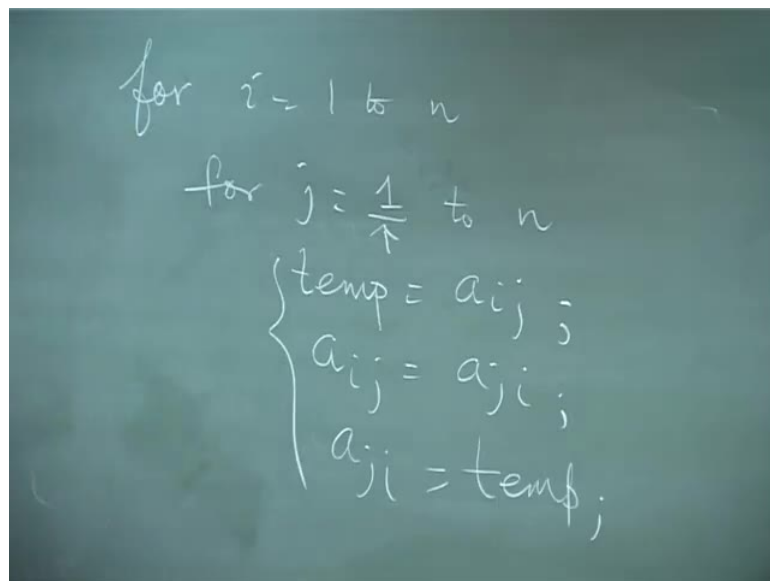 for i = 1 to n
for j = 1 to n
↑
temp = aij ;
aij = aji ;
aji = temp ;